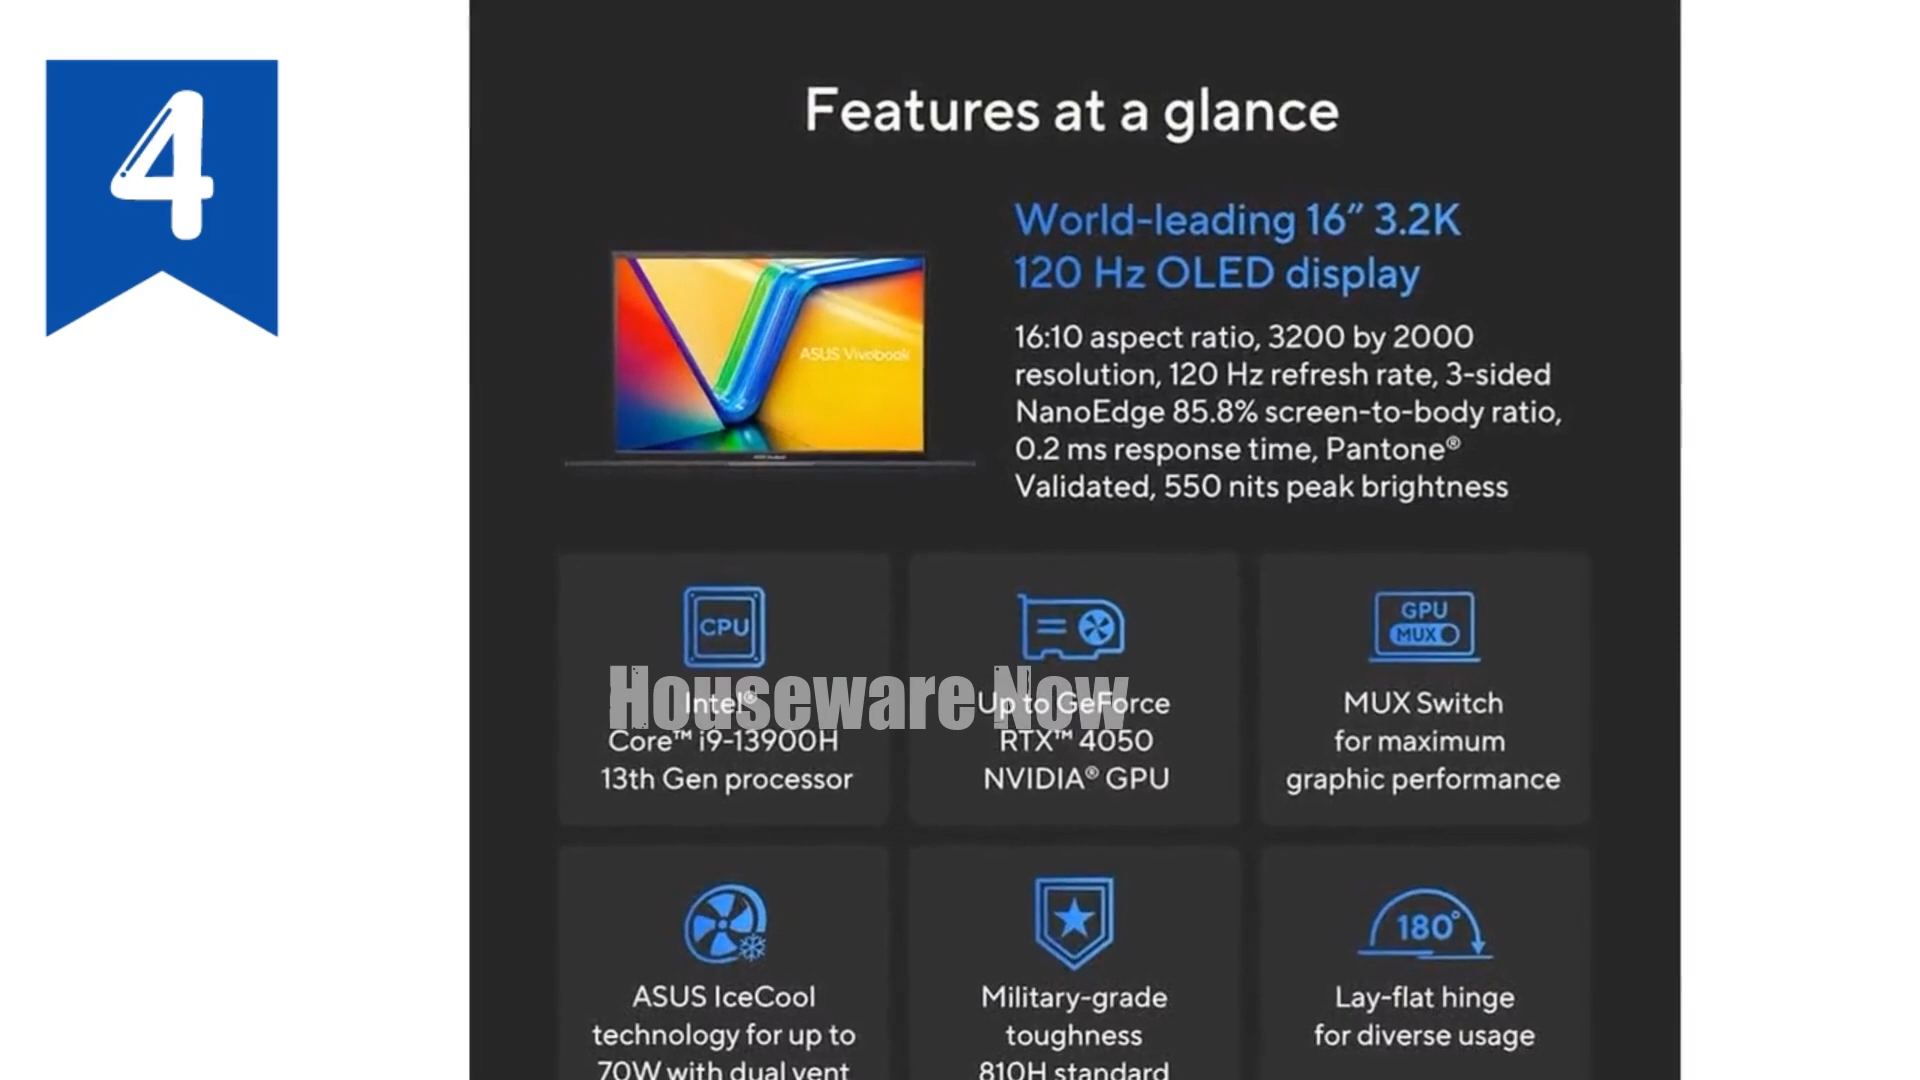 4
Features at a glance
World-leading 16” 3.2K
120 Hz OLED display
16:10 aspect ratio, 3200 by 2000
resolution, 120 Hz refresh rate, 3-sided
NanoEdge 85.8% screen-to-body ratio,
0.2 ms response time, Pantone®
Validated, 550 nits peak brightness
ASUS Vivobook
CPU
Intel®
Core™ i9-13900H
13th Gen processor
Up to GeForce
RTX™ 4050
NVIDIA® GPU
GPU
MUX
MUX Switch
for maximum
graphic performance
Houseware Now
ASUS IceCool
technology for up to
70W with dual vent
Military-grade
toughness
810H standard
180°
Lay-flat hinge
for diverse usage